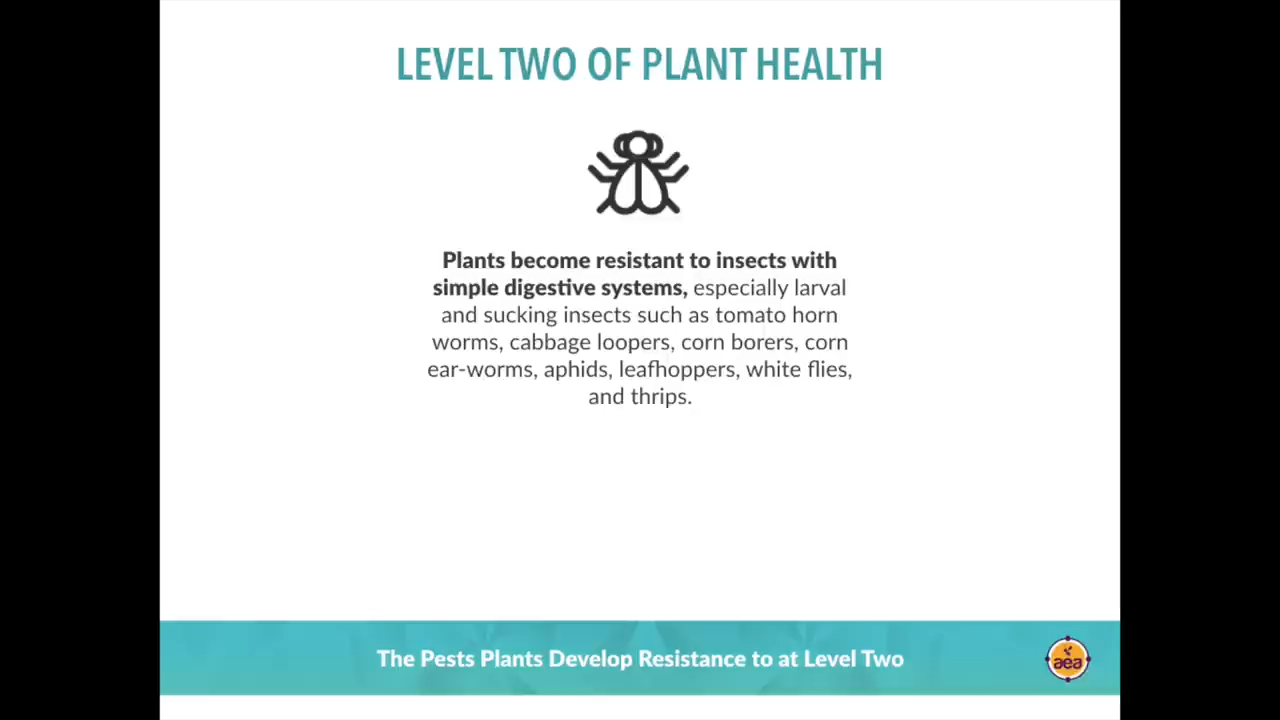 LEVEL TWO OF PLANT HEALTH
Plants become resistant to insects with
simple digestive systems, especially larval
and sucking insects such as tomato horn
worms, cabbage loopers, corn borers, corn
ear-worms, aphids, leafhoppers, white flies,
and thrips.
The Pests Plants Develop Resistance to at Level Two
aea